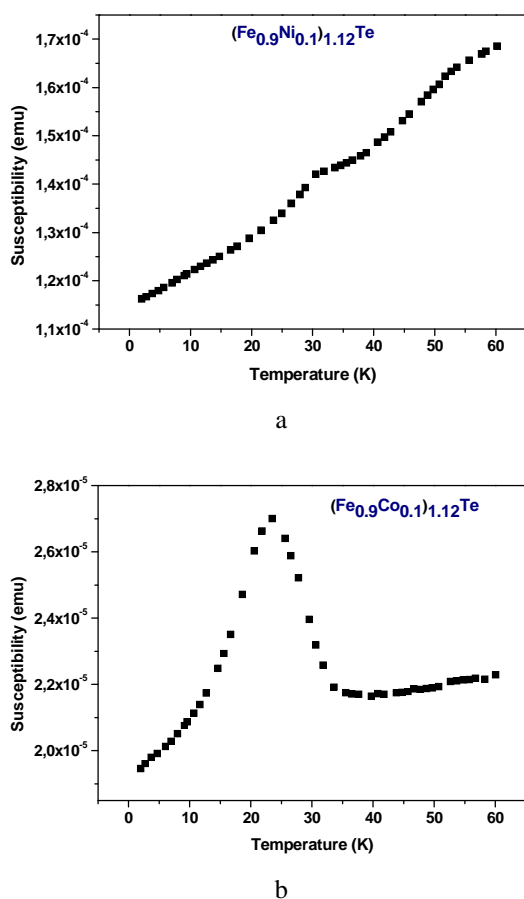 (Fe0.9Ni0.1)1.12Te
1,7x10-4
1,6x10-4
1,5x10-4
1,4x10-4
1,3x10-4
1,2x10-4
1,1x10-4
Susceptibility (emu)
0 10 20 30 40 50 60
Temperature (K)
a
(Fe0.9Co0.1)1.12Te
2,8x10-5
2,6x10-5
2,4x10-5
2,2x10-5
2,0x10-5
Susceptibility (emu)
0 10 20 30 40 50 60
Temperature (K)
b